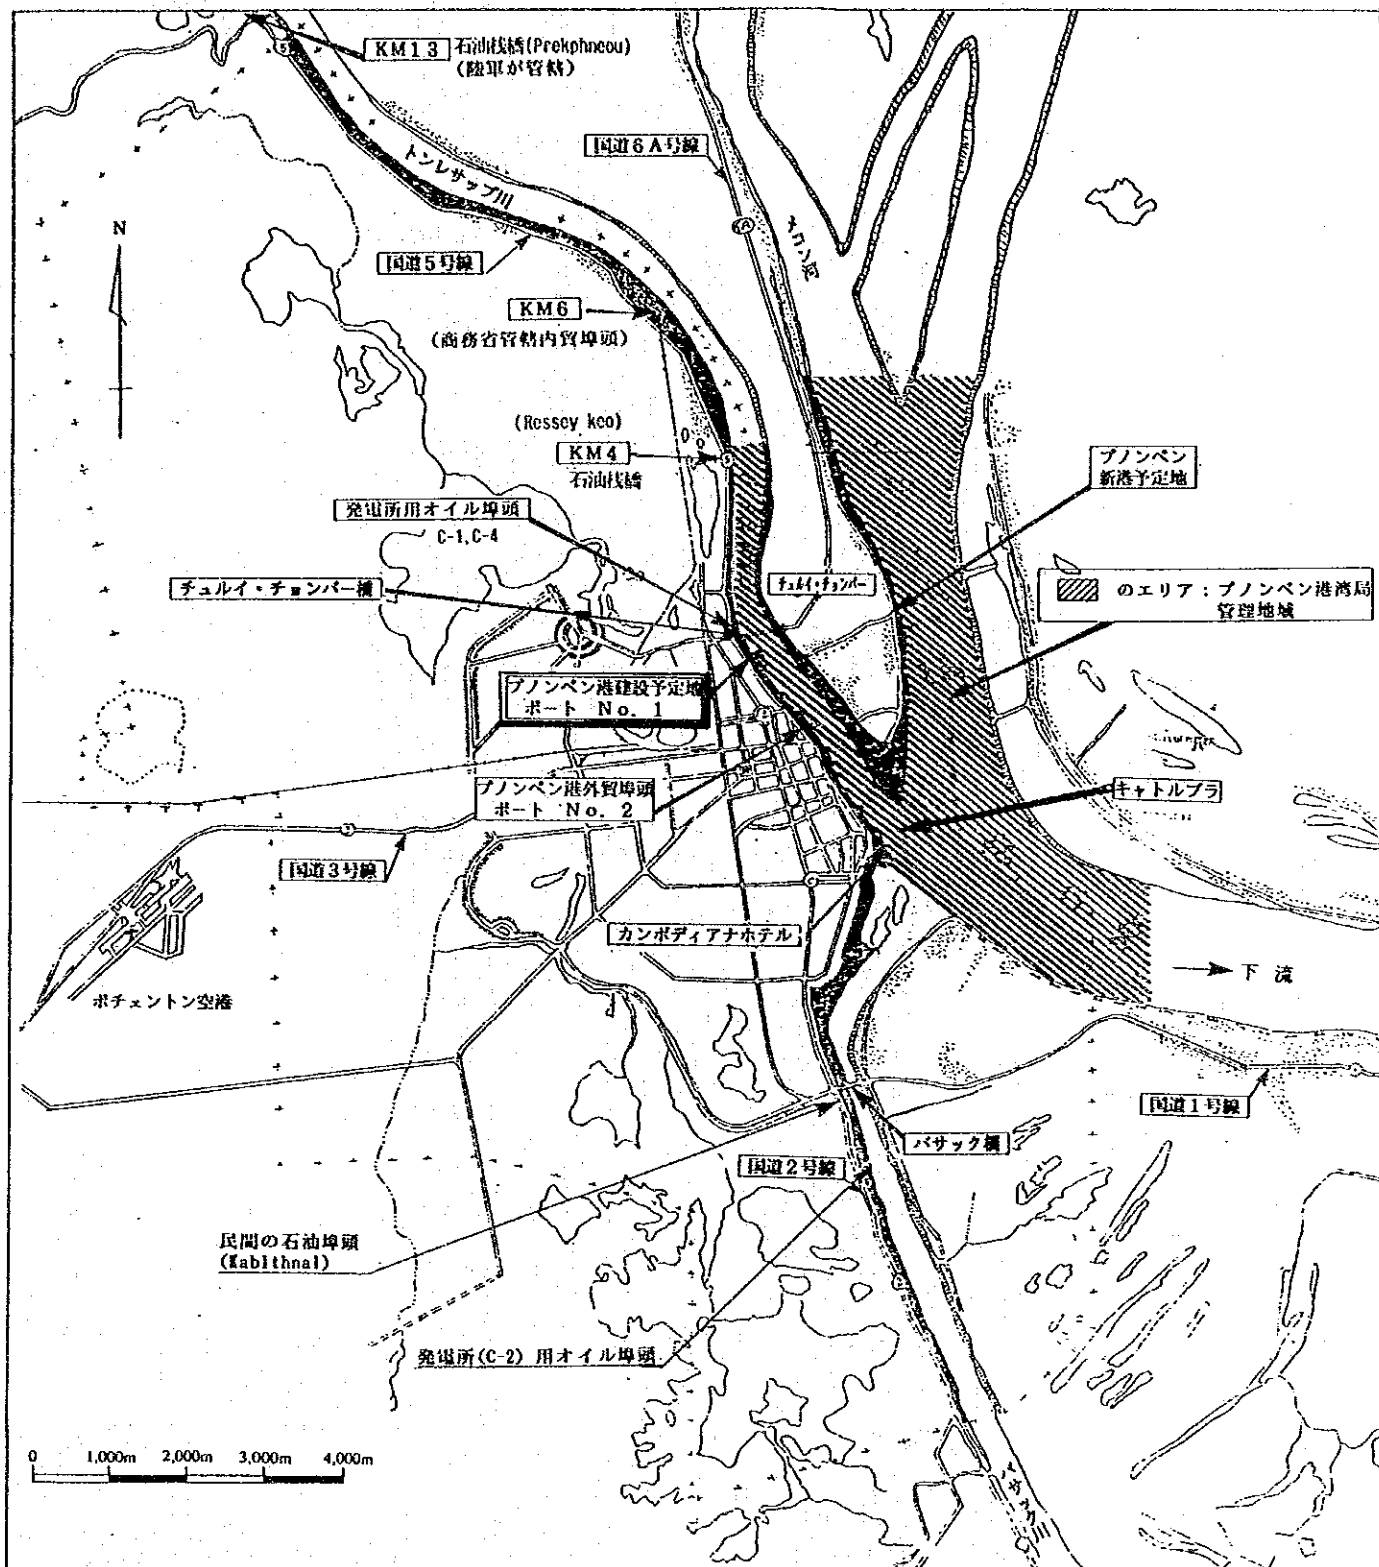 KM13 石油桟橋(Prekphneou)
(陸軍が管轄)
国道6A号線
トンレサップ川
6A
メコン河
N
国道5号線
KM6
(商務省管轄内貿埠頭)
(Ressey keo)
KM4
石油桟橋
プノンペン
新港予定地
発電所用オイル埠頭
C-1,C-4
チュルイ・チョンバー橋
チュルイ・チョンバー
のエリア：プノンペン港湾局
管理地域
プノンペン港建設予定地
ポート No. 1
プノンペン港外貿埠頭
ポート No. 2
キャトルブラ
国道3号線
カンボディアナホテル
ポチェントン空港
下 流
国道1号線
バサック橋
国道2号線
民間の石油埠頭
(Kabithnal)
発電所(C-2) 用オイル埠頭
0 1,000m 2,000m 3,000m 4,000m
バサック川